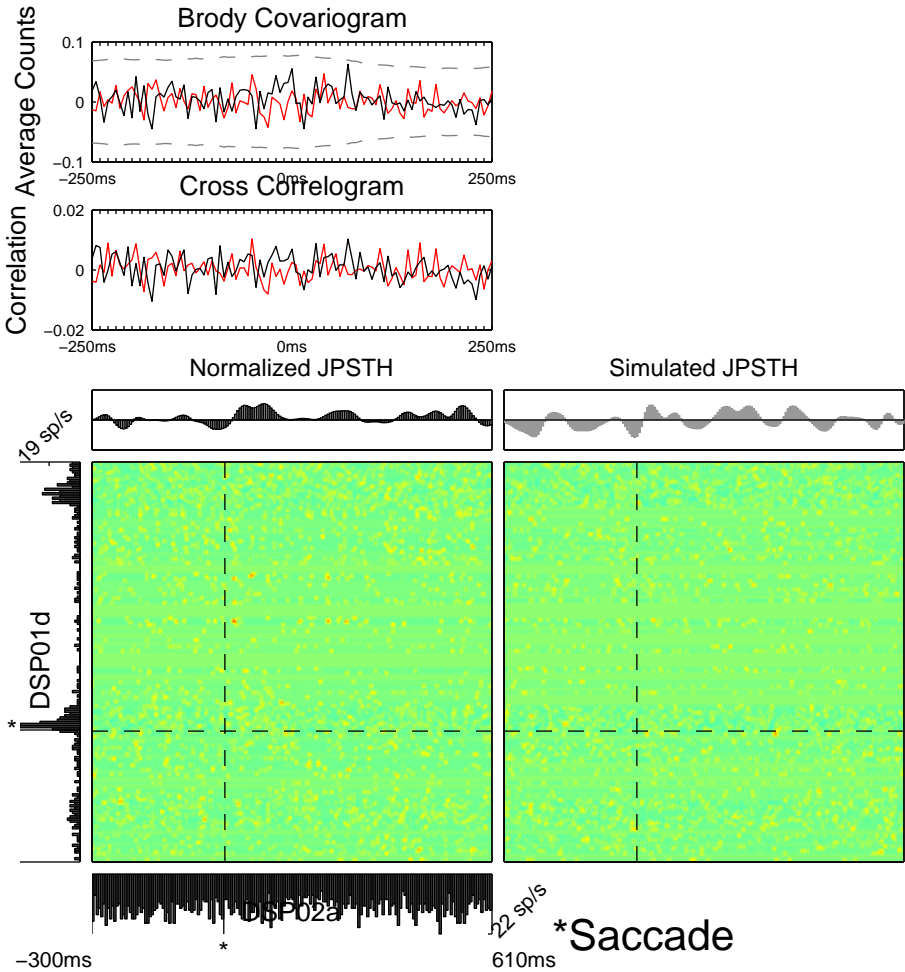 Brody Covariogram
Average Counts
0.1
0
−0.1
−250ms
0ms
250ms
Cross Correlogram
Correlation
0.02
0
−0.02
−250ms
0ms
250ms
Normalized JPSTH
Simulated JPSTH
19 sp/s
DSP01d
*
DSP02a
22 sp/s
*
*Saccade
−300ms
610ms